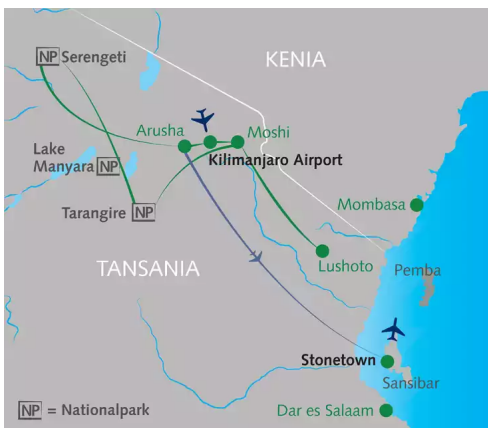 KENIA
NP Serengeti
Arusha
Moshi
Kilimanjaro Airport
Lake
Manyara NP
Tarangire NP
Mombasa
Lushoto
Pemba
TANSANIA
Stonetown
Sansibar
NP = Nationalpark
Dar es Salaam